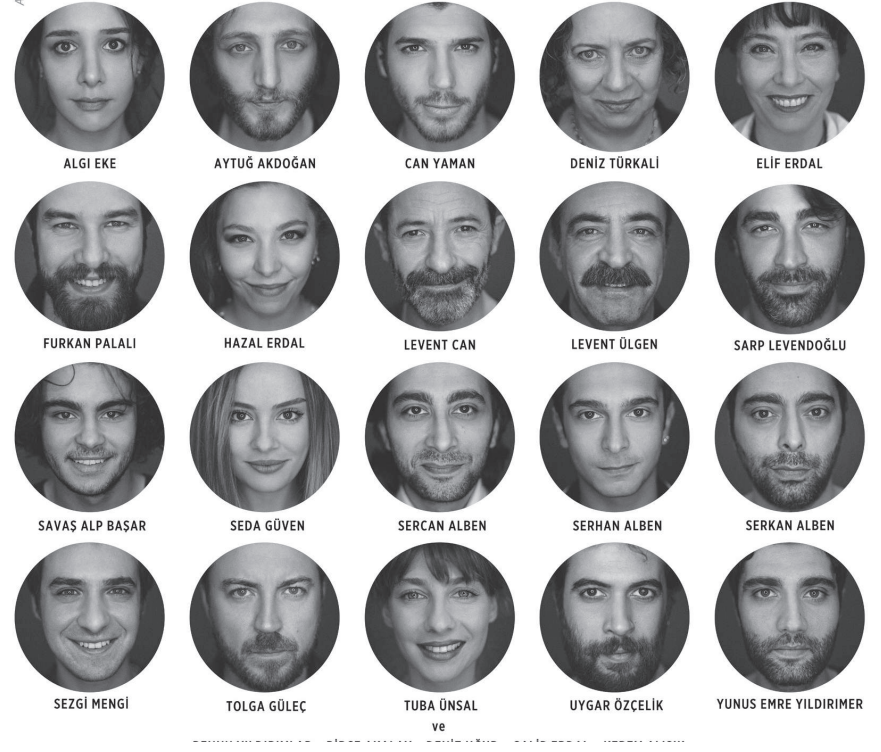 ALGI EKE AYTUĞ AKDOĞAN CAN YAMAN DENİZ TÜRKALİ ELİF ERDAL
FURKAN PALALI HAZAL ERDAL LEVENT CAN LEVENT ÜLGEN SARP LEVENDOĞLU
SAVAŞ ALP BAŞAR SEDA GÜVEN SERCAN ALBEN SERHAN ALBEN SERKAN ALBEN
SEZGİ MENGİ TOLGA GÜLEÇ TUBA ÜNSAL UYGAR ÖZÇELİK YUNUS EMRE YILDIRIMER
ve